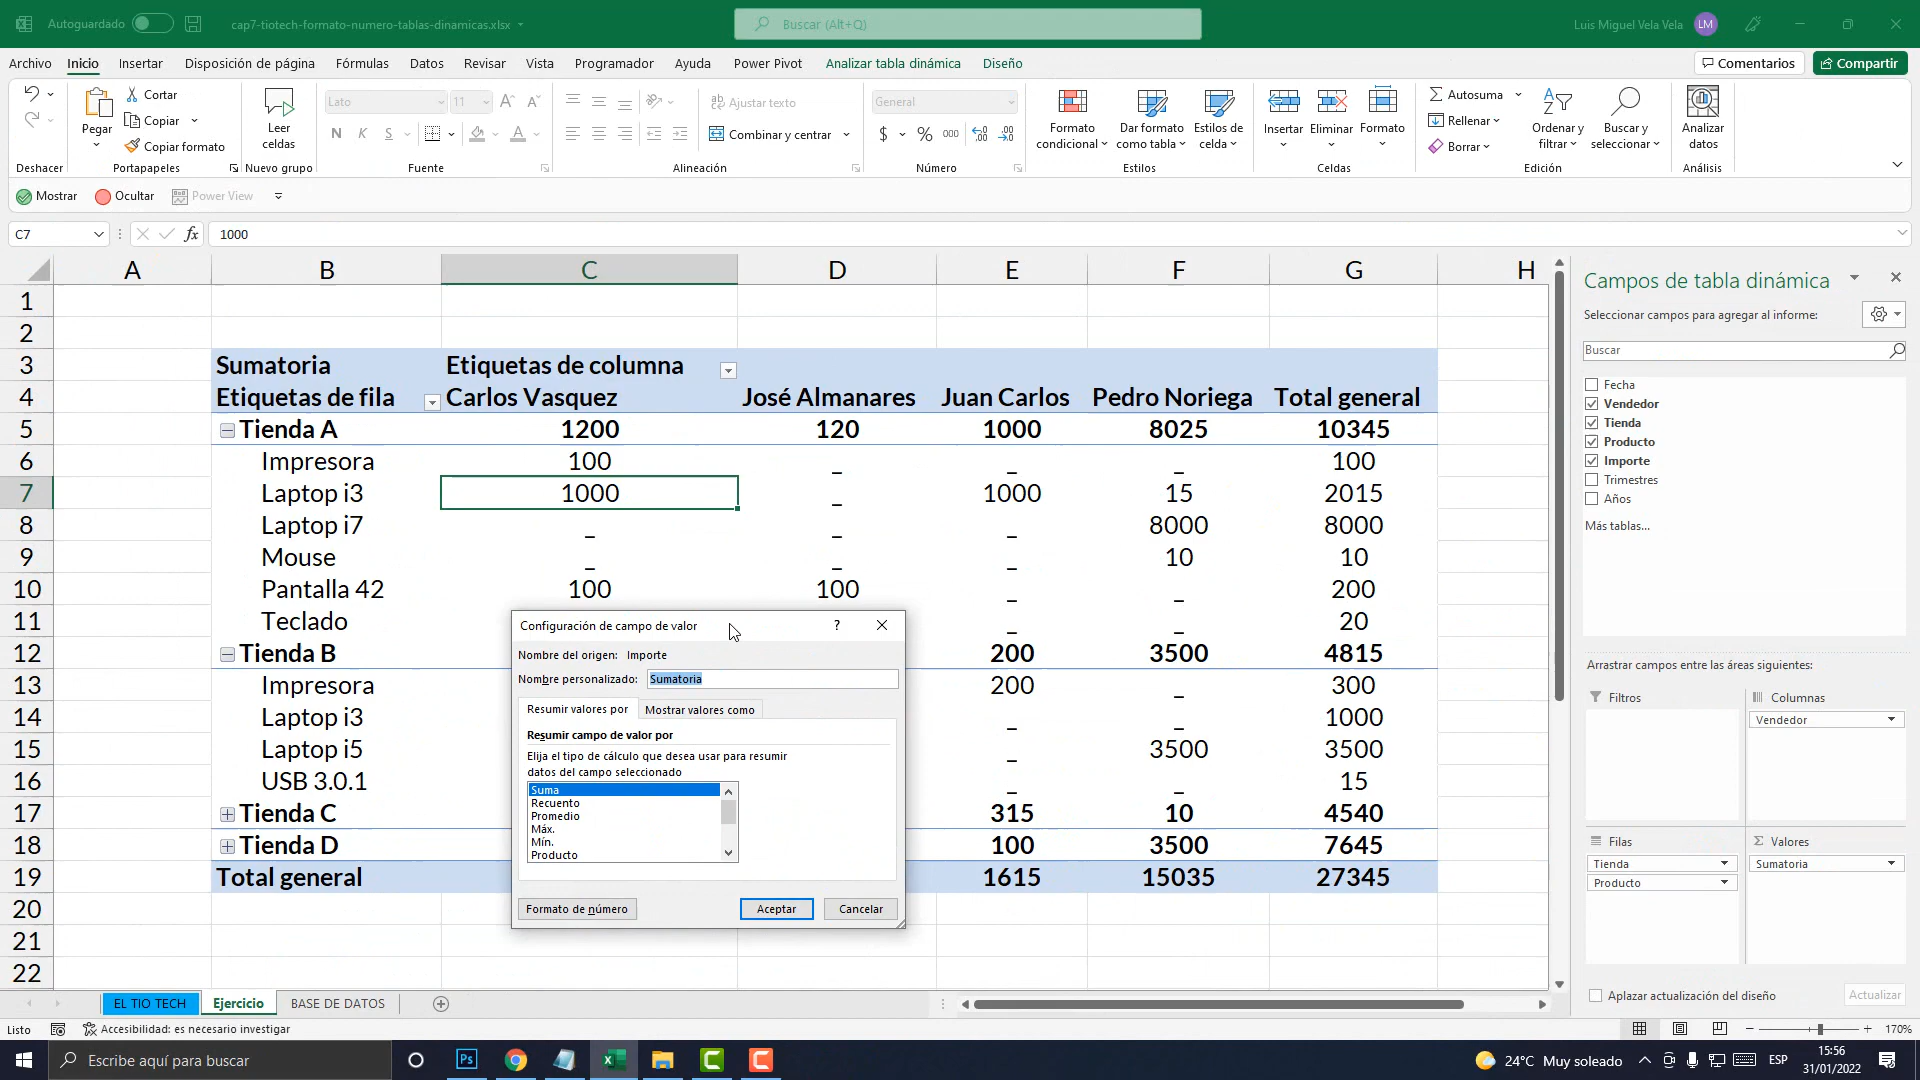 Autoguardado
cap7-tiotech-formato-numero-tablas-dinamicas.xlsx
Buscar (Alt+Q)
Luis Miguel Vela Vela
LM
Archivo Inicio Insertar Disposición de página Fórmulas Datos Revisar Vista Programador Ayuda Power Pivot Analizar tabla dinámica Diseño
Comentarios
Compartir
Pegar
Cortar
Copiar
Copiar formato
Leer celdas
Lato
11
N K S
Ajustar texto
Combinar y centrar
General
$ % 000
Formato condicional
Dar formato como tabla
Estilos de celda
Insertar
Eliminar
Formato
Autosuma
Rellenar
Borrar
Ordenar y filtrar
Buscar y seleccionar
Analizar datos
Deshacer Portapapeles Nuevo grupo Fuente Alineación Número Estilos Celdas Edición Análisis
Mostrar Ocultar Power View
C7
fx
1000
A B C D E F G H
1
2
3 Sumatoria Etiquetas de columna
4 Etiquetas de fila Carlos Vasquez José Almanares Juan Carlos Pedro Noriega Total general
5 Tienda A 1200 120 1000 8025 10345
6 Impresora 100 _ _ _ 100
7 Laptop i3 1000 _ 1000 15 2015
8 Laptop i7 _ _ _ 8000 8000
9 Mouse _ _ _ 10 10
10 Pantalla 42 100 100 _ _ 200
11 Teclado _ _ 20
12 Tienda B 200 3500 4815
13 Impresora 200 _ 300
14 Laptop i3 _ _ 1000
15 Laptop i5 _ 3500 3500
16 USB 3.0.1 _ _ 15
17 Tienda C 315 10 4540
18 Tienda D 100 3500 7645
19 Total general 1615 15035 27345
20
21
22
Configuración de campo de valor
?
Nombre del origen: Importe
Nombre personalizado: Sumatoria
Resumir valores por
Mostrar valores como
Resumir campo de valor por
Elija el tipo de cálculo que desea usar para resumir
datos del campo seleccionado
Suma
Recuento
Promedio
Máx.
Mín.
Producto
Formato de número
Aceptar
Cancelar
Campos de tabla dinámica
Seleccionar campos para agregar al informe:
Buscar
Fecha
Vendedor
Tienda
Producto
Importe
Trimestres
Años
Más tablas...
Arrastrar campos entre las áreas siguientes:
Filtros
Columnas
Vendedor
Filas
Tienda
Producto
Valores
Sumatoria
Aplazar actualización del diseño
Actualizar
EL TIO TECH Ejercicio BASE DE DATOS
Listo
Accesibilidad: es necesario investigar
170%
Escribe aquí para buscar
Ps
24°C Muy soleado
ESP
15:56
31/01/2022